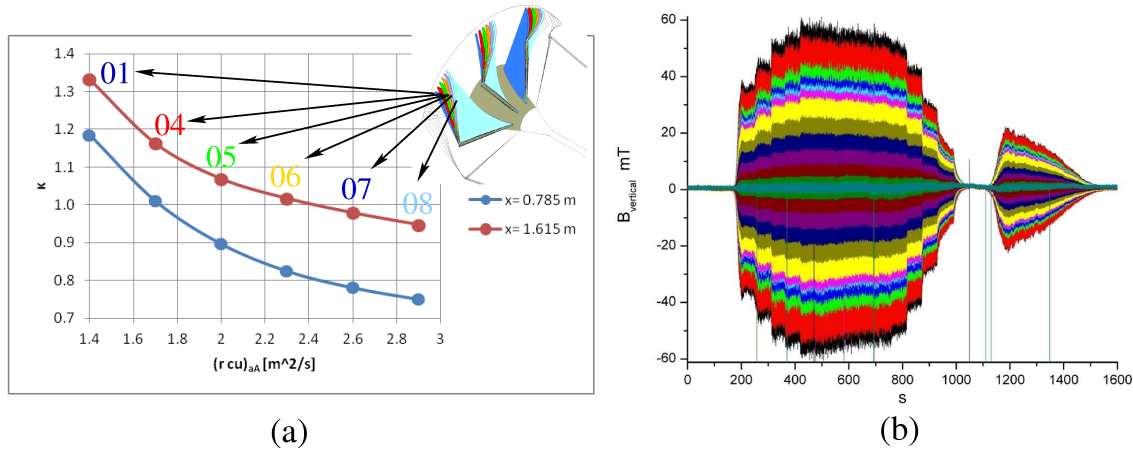 1.4
1.3
1.2
1.1
1.0
0.9
0.8
0.7
κ
1.4 1.6 1.8 2 2.2 2.4 2.6 2.8 3
(r cu)aA [m^2/s]
01
04
05
06
07
08
x= 0.785 m
x= 1.615 m
(a)
60
40
20
0
-20
-40
-60
Bvertical mT
0 200 400 600 800 1000 1200 1400 1600
s
(b)